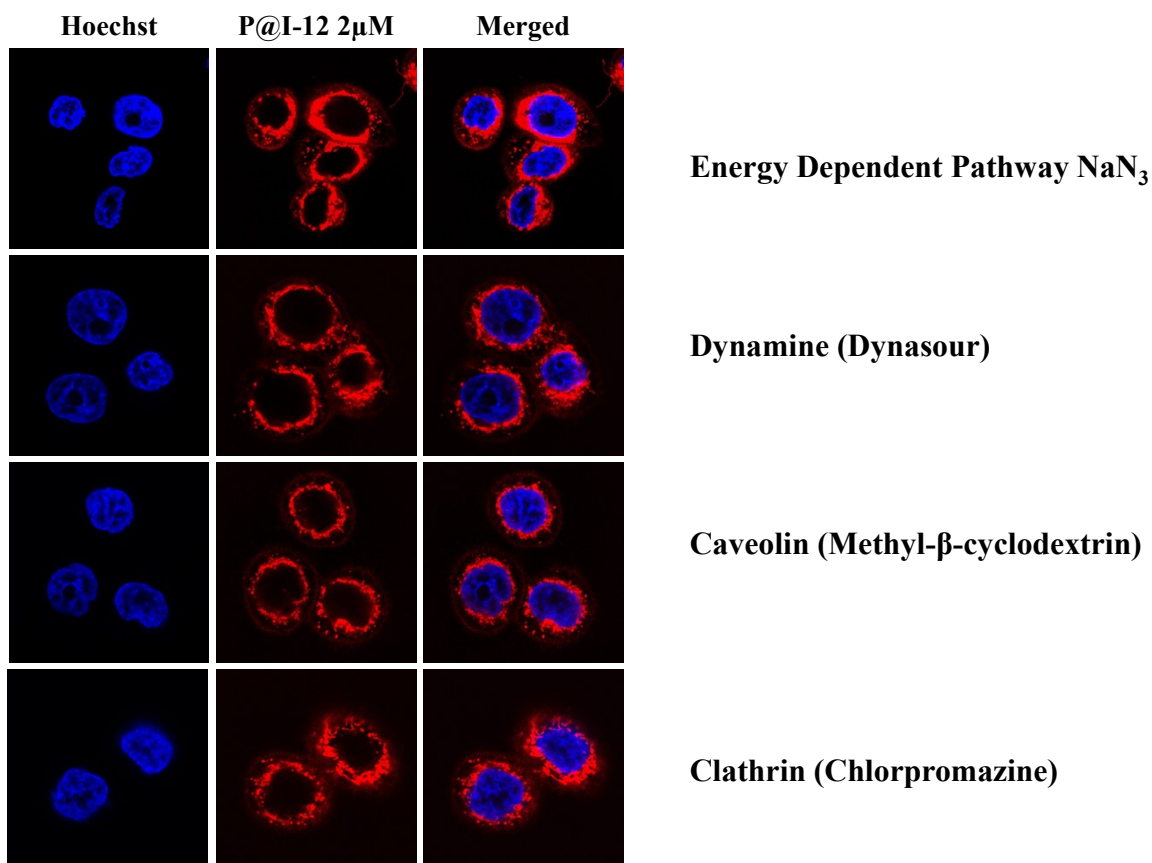 Hoechst P@I-12 2µM Merged
Energy Dependent Pathway NaN₃
Dynamine (Dynasour)
Caveolin (Methyl-β-cyclodextrin)
Clathrin (Chlorpromazine)